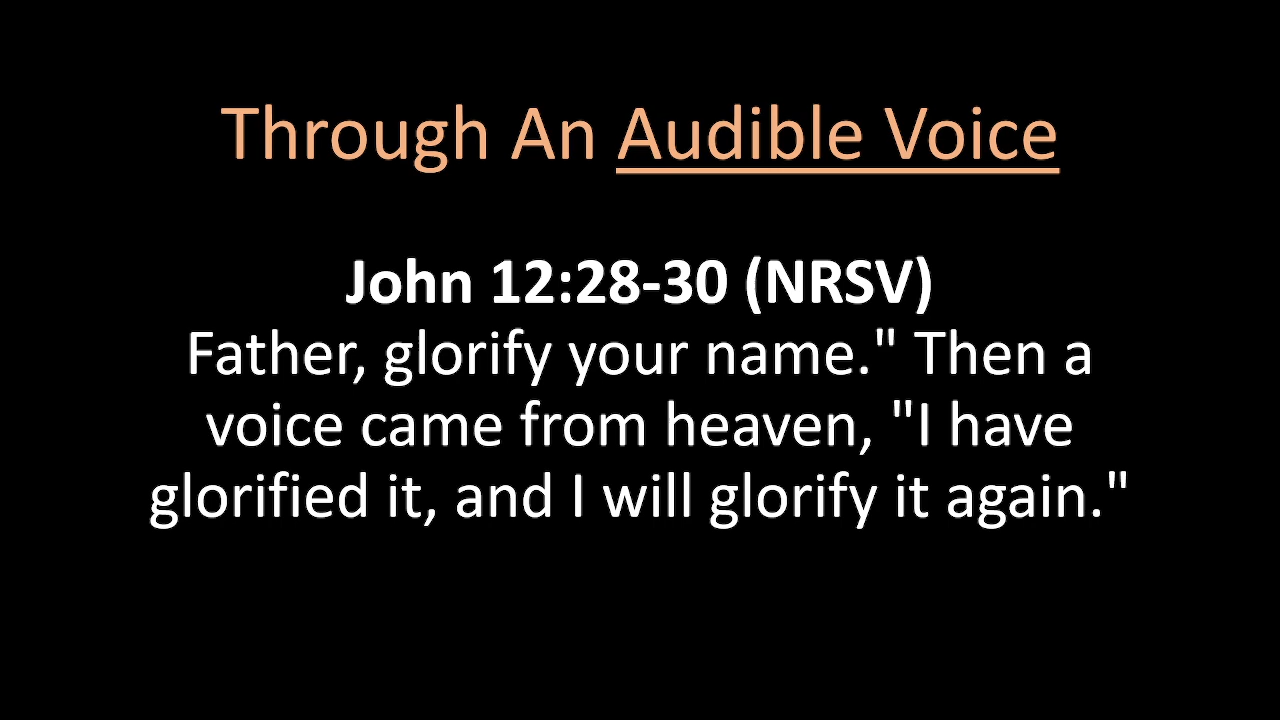 Through An Audible Voice
John 12:28-30 (NRSV)
Father, glorify your name." Then a
voice came from heaven, "I have
glorified it, and I will glorify it again."